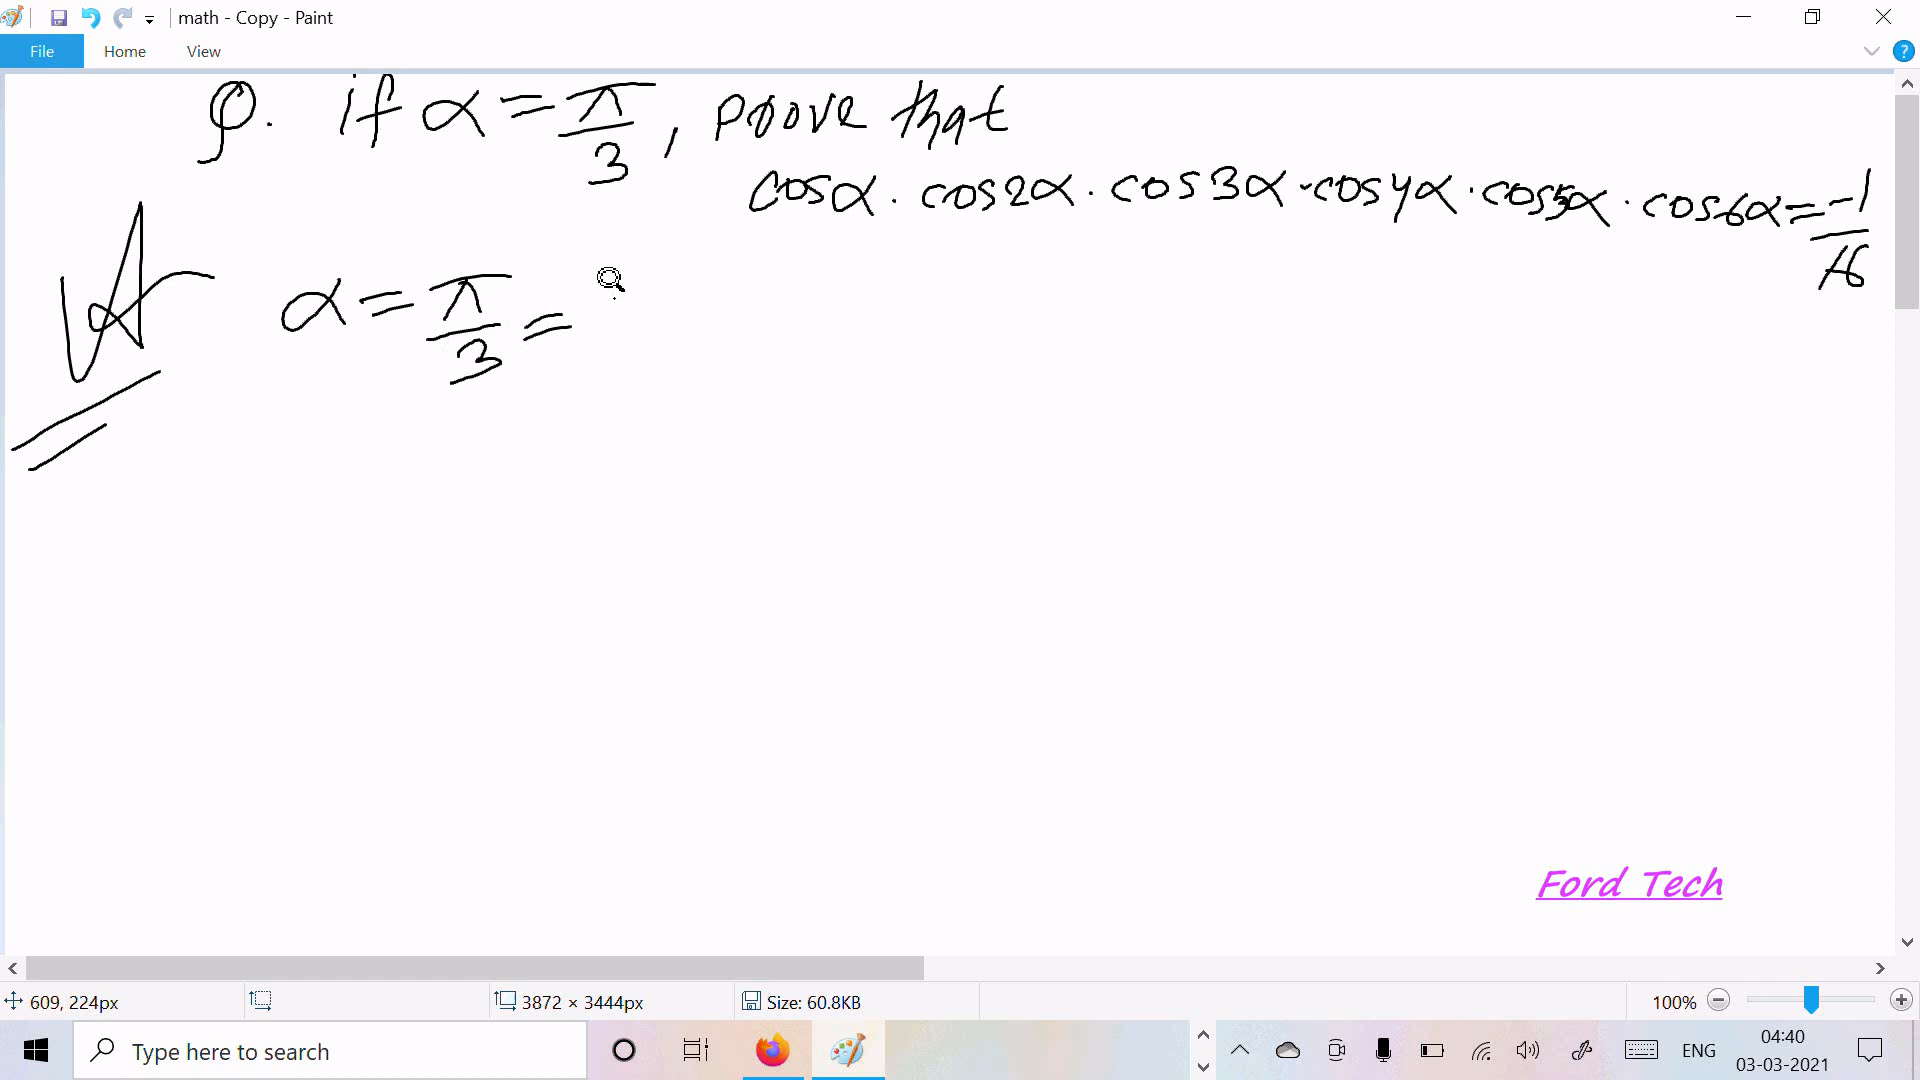 math - Copy - Paint
File Home View
Q. if α = π/3, prove that
cosα . cos2α . cos3α . cos4α . cos5α . cos6α = -1/16
α = π/3 =
Ford Tech
609, 224px 3872 × 3444px Size: 60.8KB 100%
Type here to search ENG 04:40
03-03-2021